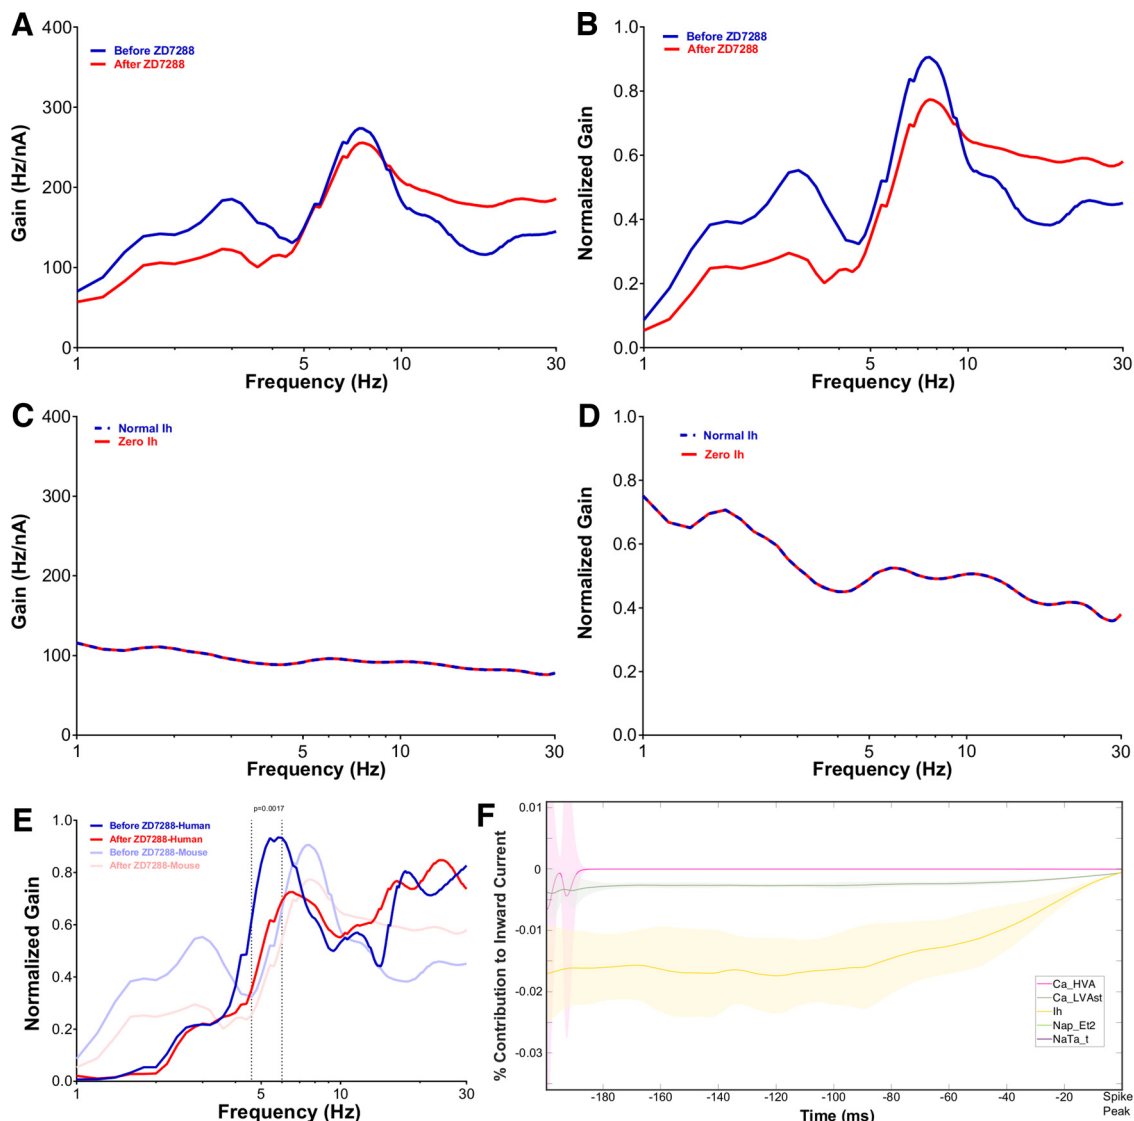 A
Gain (Hz/nA)
400
300
200
100
0
Before ZD7288
After ZD7288
1
5
10
30
Frequency (Hz)
B
Normalized Gain
1.0
0.8
0.6
0.4
0.2
0.0
Before ZD7288
After ZD7288
1
5
10
30
Frequency (Hz)
C
Gain (Hz/nA)
400
300
200
100
0
Normal Ih
Zero Ih
1
5
10
30
Frequency (Hz)
D
Normalized Gain
1.0
0.8
0.6
0.4
0.2
0.0
Normal Ih
Zero Ih
1
5
10
30
Frequency (Hz)
E
Normalized Gain
1.0
0.8
0.6
0.4
0.2
0.0
p=0.0017
Before ZD7288-Human
After ZD7288-Human
Before ZD7288-Mouse
After ZD7288-Mouse
1
5
10
30
Frequency (Hz)
F
% Contribution to Inward Current
0.01
0
-0.01
-0.02
-0.03
Ca_HVA
Ca_LVAst
Ih
Nap_Et2
NaTa_t
-180
-160
-140
-120
-100
-80
-60
-40
-20
Spike
Peak
Time (ms)